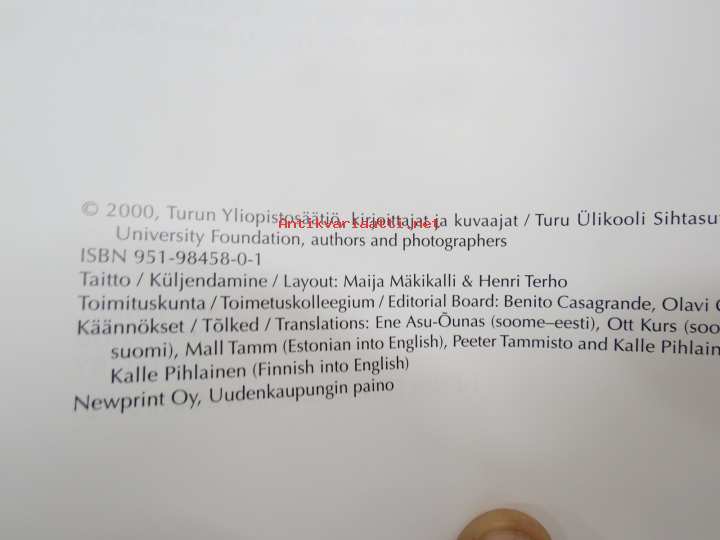 © 2000, Turun Yliopistosäätiö, kirjoittajat ja kuvaajat / Turu Ülikooli Sihtasu
Antikvariaatti.net
University Foundation, authors and photographers
ISBN 951-98458-0-1
Taitto / Küljendamine / Layout: Maija Mäkikalli & Henri Terho
Toimituskunta / Toimetuskolleegium / Editorial Board: Benito Casagrande, Olavi
Käännökset / Tõlked / Translations: Ene Asu-Õunas (soome–eesti), Ott Kurs (soo
suomi), Mall Tamm (Estonian into English), Peeter Tammisto and Kalle Pihlain
Kalle Pihlainen (Finnish into English)
Newprint Oy, Uudenkaupungin paino